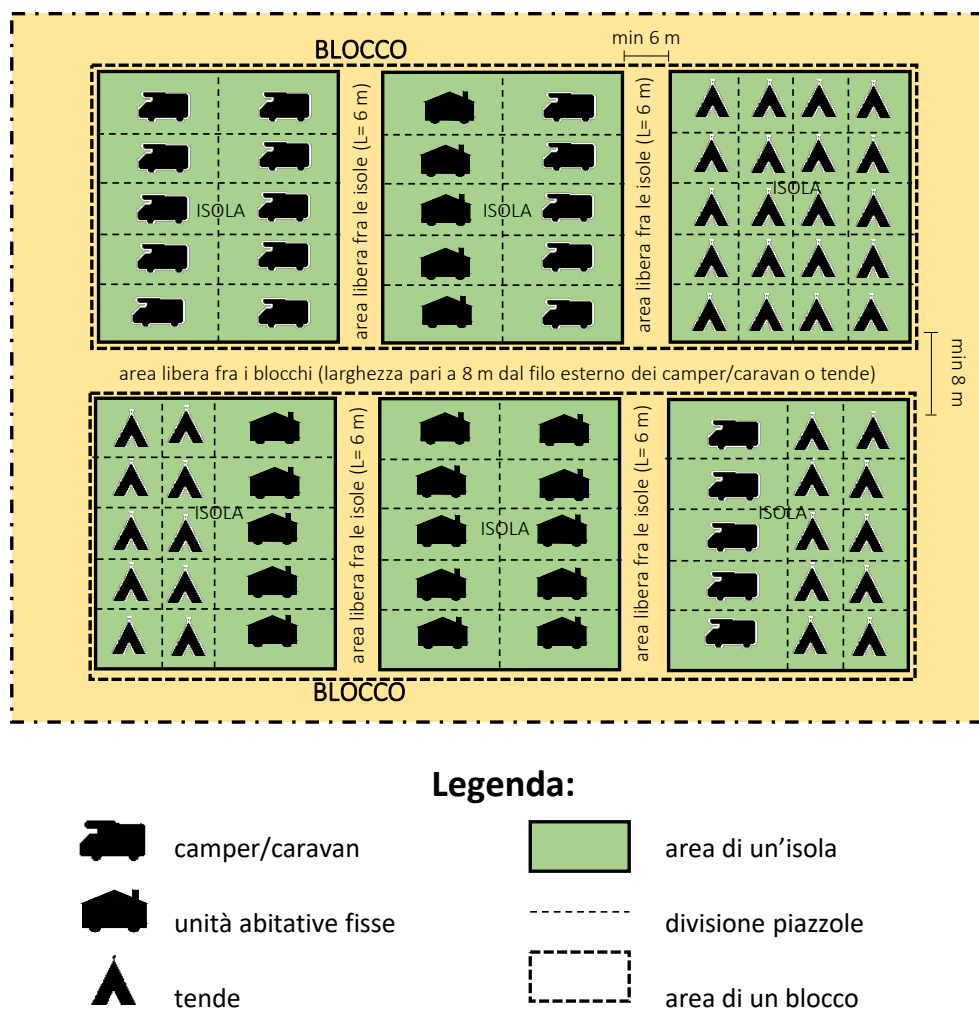 BLOCCO
min 6 m
area libera fra le isole (L= 6 m)
area libera fra le isole (L= 6 m)
ISOLA
ISOLA
ISOLA
min 8 m
area libera fra i blocchi (larghezza pari a 8 m dal filo esterno dei camper/caravan o tende)
area libera fra le isole (L= 6 m)
area libera fra le isole (L= 6 m)
ISOLA
ISOLA
ISOLA
BLOCCO
Legenda:
camper/caravan
area di un’isola
unità abitative fisse
divisione piazzole
tende
area di un blocco